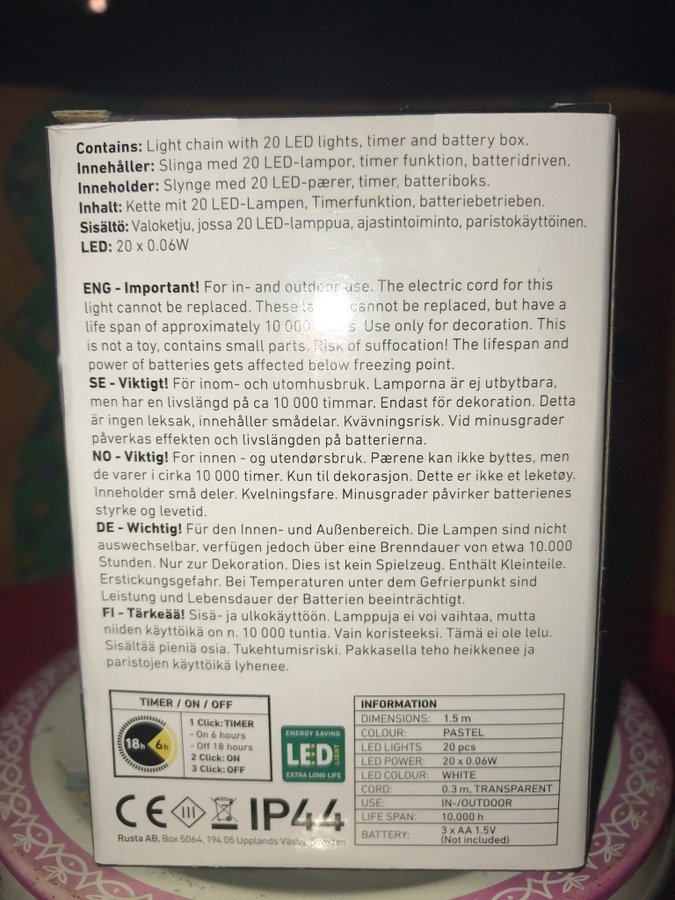 Contains: Light chain with 20 LED lights, timer and battery box.
Innehåller: Slinga med 20 LED-lampor, timer funktion, batteridriven.
Inneholder: Slynge med 20 LED-pærer, timer, batteriboks.
Inhalt: Kette mit 20 LED-Lampen, Timerfunktion, batteriebetrieben.
Sisältö: Valoketju, jossa 20 LED-lamppua, ajastintoiminto, paristokäyttöinen.
LED: 20 x 0.06W
ENG - Important! For in- and outdoor use. The electric cord for this
light cannot be replaced. These cannot be replaced, but have a
life span of approximately 10 000 Use only for decoration. This
is not a toy, contains small parts. Risk of suffocation! The lifespan and
power of batteries gets affected below freezing point.
SE - Viktigt! För inom- och utomhusbruk. Lamporna är ej utbytbara,
men har en livslängd på ca 10 000 timmar. Endast för dekoration. Detta
är ingen leksak, innehåller smådelar. Kvävningsrisk. Vid minusgrader
påverkas effekten och livslängden på batterierna.
NO - Viktig! For innen - og utendørsbruk. Pærene kan ikke byttes, men
de varer i cirka 10 000 timer. Kun til dekorasjon. Dette er ikke et leketøy.
Inneholder små deler. Kvelningsfare. Minusgrader påvirker batterienes
styrke og levetid.
DE - Wichtig! Für den Innen- und Außenbereich. Die Lampen sind nicht
auswechselbar, verfügen jedoch über eine Brenndauer von etwa 10.000
Stunden. Nur zur Dekoration. Dies ist kein Spielzeug. Enthält Kleinteile.
Erstickungsgefahr. Bei Temperaturen unter dem Gefrierpunkt sind
Leistung und Lebensdauer der Batterien beeinträchtigt.
FI - Tärkeää! Sisä- ja ulkokäyttöön. Lamppuja ei voi vaihtaa, mutta
niiden käyttöikä on n. 10 000 tuntia. Vain koristeeksi. Tämä ei ole lelu.
Sisältää pieniä osia. Tukehtumisriski. Pakkasella teho heikkenee ja
paristojen käyttöikä lyhenee.
TIMER / ON / OFF
18h 6h
1 Click: TIMER
- On 6 hours
- Off 18 hours
2 Click: ON
3 Click: OFF
ENERGY SAVING
LED LIGHT
EXTRA LONG LIFE
INFORMATION
DIMENSIONS: 1.5 m
COLOUR: PASTEL
LED LIGHTS 20 pcs
LED POWER: 20 x 0.06W
LED COLOUR: WHITE
CORD: 0.3 m, TRANSPARENT
USE: IN-/OUTDOOR
LIFE SPAN: 10,000 h
BATTERY: 3 x AA 1.5V
(Not included)
CE III IP44
Rusta AB, Box 5064, 194 05 Upplands Väsby, Sweden